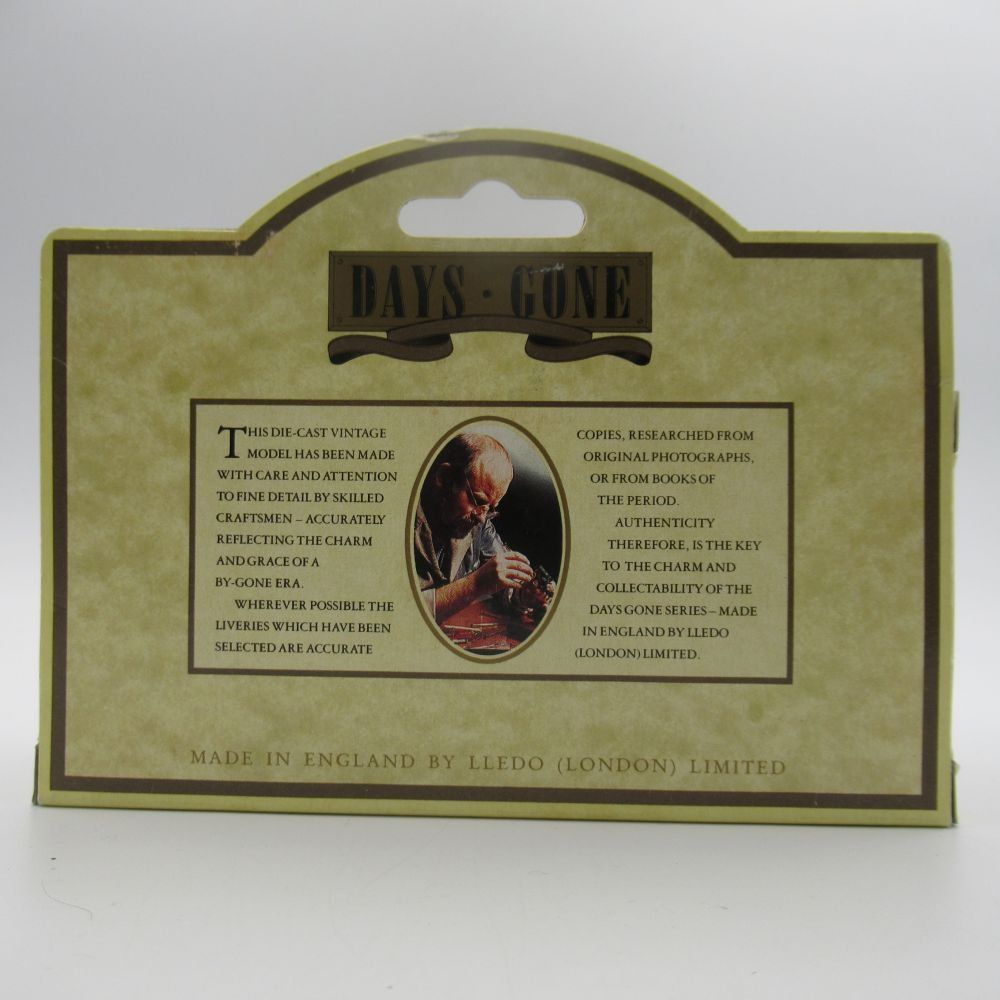 DAYS · GONE
THIS DIE-CAST VINTAGE
MODEL HAS BEEN MADE
WITH CARE AND ATTENTION
TO FINE DETAIL BY SKILLED
CRAFTSMEN – ACCURATELY
REFLECTING THE CHARM
AND GRACE OF A
BY-GONE ERA.
WHEREVER POSSIBLE THE
LIVERIES WHICH HAVE BEEN
SELECTED ARE ACCURATE
COPIES, RESEARCHED FROM
ORIGINAL PHOTOGRAPHS,
OR FROM BOOKS OF
THE PERIOD.
AUTHENTICITY
THEREFORE, IS THE KEY
TO THE CHARM AND
COLLECTABILITY OF THE
DAYS GONE SERIES – MADE
IN ENGLAND BY LLEDO
(LONDON) LIMITED.
MADE IN ENGLAND BY LLEDO (LONDON) LIMITED